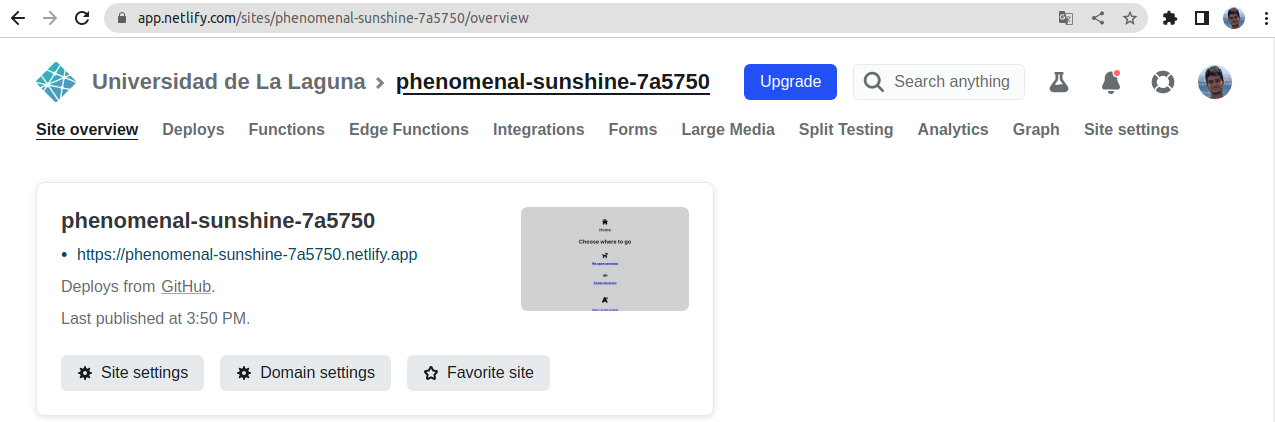 app.netlify.com/sites/phenomenal-sunshine-7a5750/overview
Universidad de La Laguna > phenomenal-sunshine-7a5750 Upgrade Search anything
Site overview Deploys Functions Edge Functions Integrations Forms Large Media Split Testing Analytics Graph Site settings
phenomenal-sunshine-7a5750
• https://phenomenal-sunshine-7a5750.netlify.app
Deploys from GitHub.
Last published at 3:50 PM.
Home
Choose where to go
Site settings Domain settings Favorite site